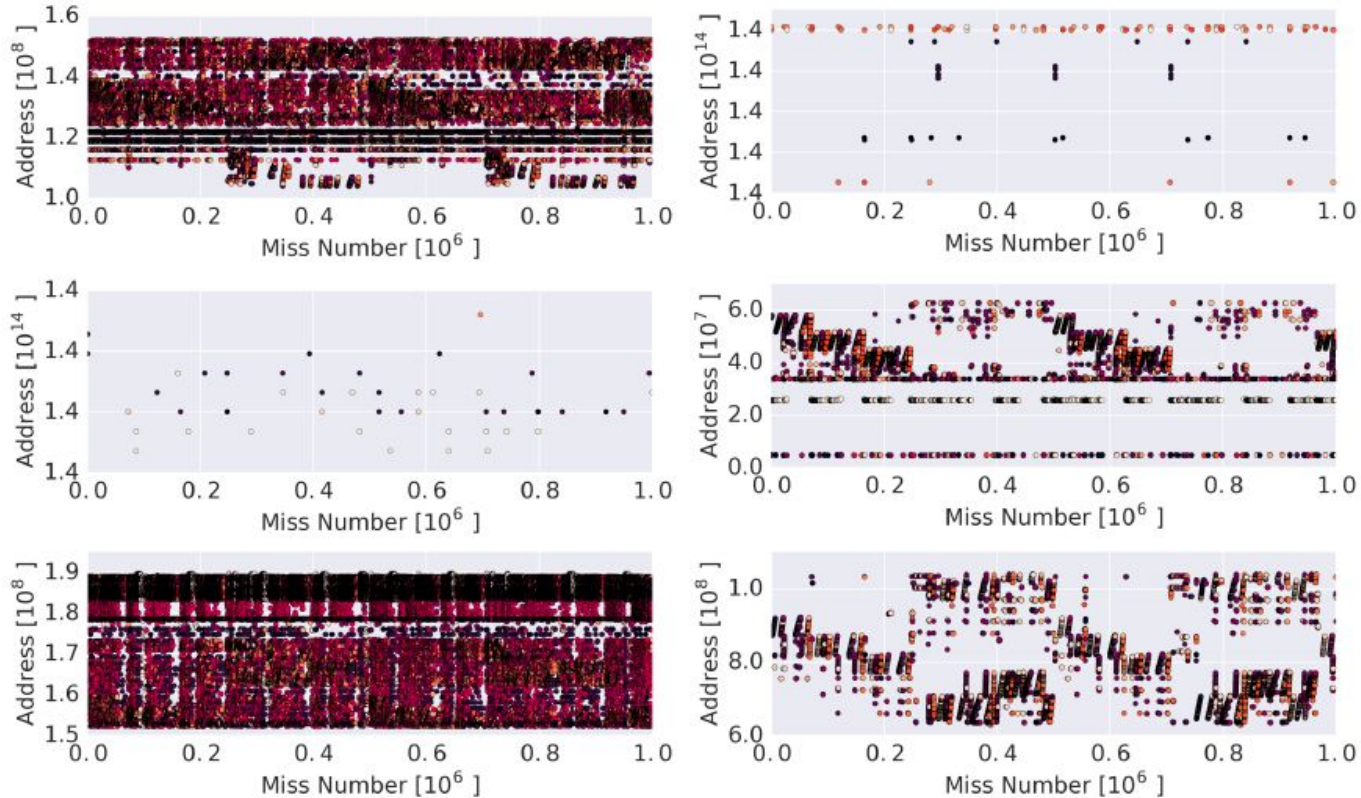 1.6
1.4
1.2
1.0
Address [10^8 ]
0.0 0.2 0.4 0.6 0.8 1.0
Miss Number [10^6 ]
1.4
1.4
1.4
1.4
1.4
Address [10^14 ]
0.0 0.2 0.4 0.6 0.8 1.0
Miss Number [10^6 ]
1.4
1.4
1.4
1.4
Address [10^14 ]
0.0 0.2 0.4 0.6 0.8 1.0
Miss Number [10^6 ]
6.0
4.0
2.0
0.0
Address [10^7 ]
0.0 0.2 0.4 0.6 0.8 1.0
Miss Number [10^6 ]
1.9
1.8
1.7
1.6
1.5
Address [10^8 ]
0.0 0.2 0.4 0.6 0.8 1.0
Miss Number [10^6 ]
1.0
8.0
6.0
Address [10^8 ]
0.0 0.2 0.4 0.6 0.8 1.0
Miss Number [10^6 ]